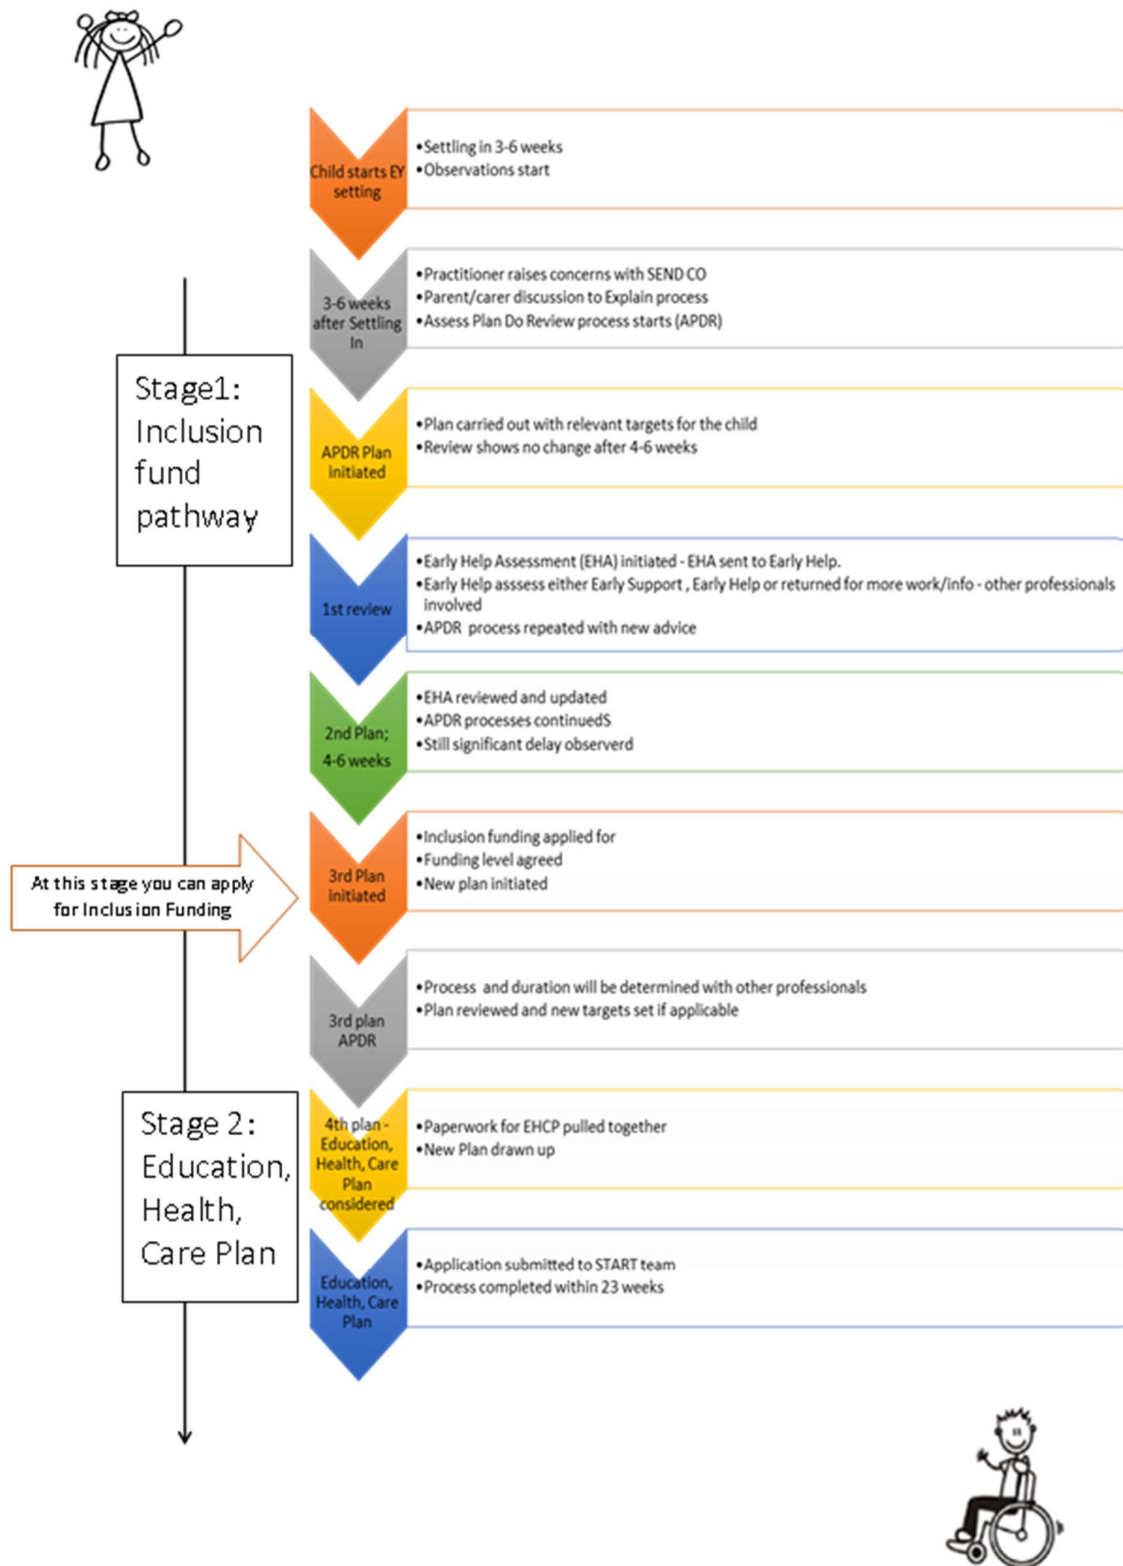 Child starts EY
setting
•Settling in 3-6 weeks
•Observations start
3-6 weeks
after Settling
In
•Practitioner raises concerns with SEND CO
•Parent/carer discussion to Explain process
•Assess Plan Do Review process starts (APDR)
Stage1:
Inclusion
fund
pathway
APDR Plan
initiated
•Plan carried out with relevant targets for the child
•Review shows no change after 4-6 weeks
1st review
•Early Help Assessment (EHA) initiated - EHA sent to Early Help.
•Early Help asssess either Early Support , Early Help or returned for more work/info - other professionals
involved
•APDR process repeated with new advice
2nd Plan;
4-6 weeks
•EHA reviewed and updated
•APDR processes continuedS
•Still significant delay observerd
At this stage you can apply
for Inclusion Funding
3rd Plan
initiated
•Inclusion funding applied for
•Funding level agreed
•New plan initiated
3rd plan
APDR
•Process and duration will be determined with other professionals
•Plan reviewed and new targets set if applicable
Stage 2:
Education,
Health,
Care Plan
4th plan -
Education,
Health, Care
Plan
considered
•Paperwork for EHCP pulled together
•New Plan drawn up
Education,
Health, Care
Plan
•Application submitted to START team
•Process completed within 23 weeks